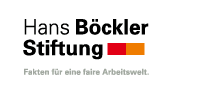 Hans Böckler
Stiftung
Fakten für eine faire Arbeitswelt.